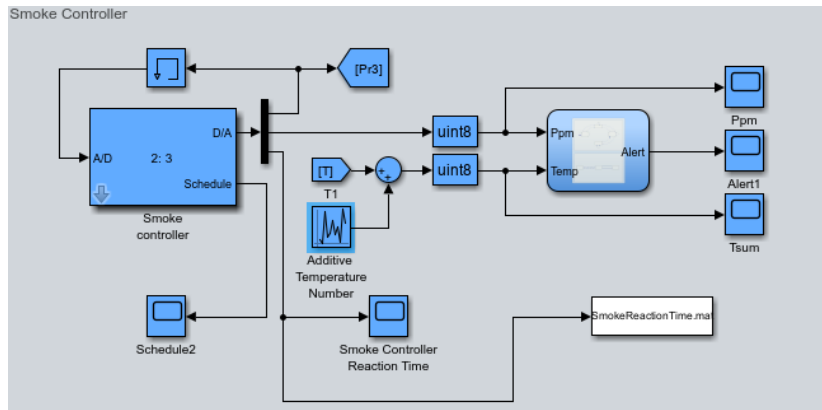 Smoke Controller
[Pr3]
D/A
A/D
2: 3
Schedule
Smoke
controller
uint8
Ppm
Alert
Temp
Ppm
[T]
T1
+
+
uint8
Alert1
Additive
Temperature
Number
Tsum
Schedule2
Smoke Controller
Reaction Time
SmokeReactionTime.mat